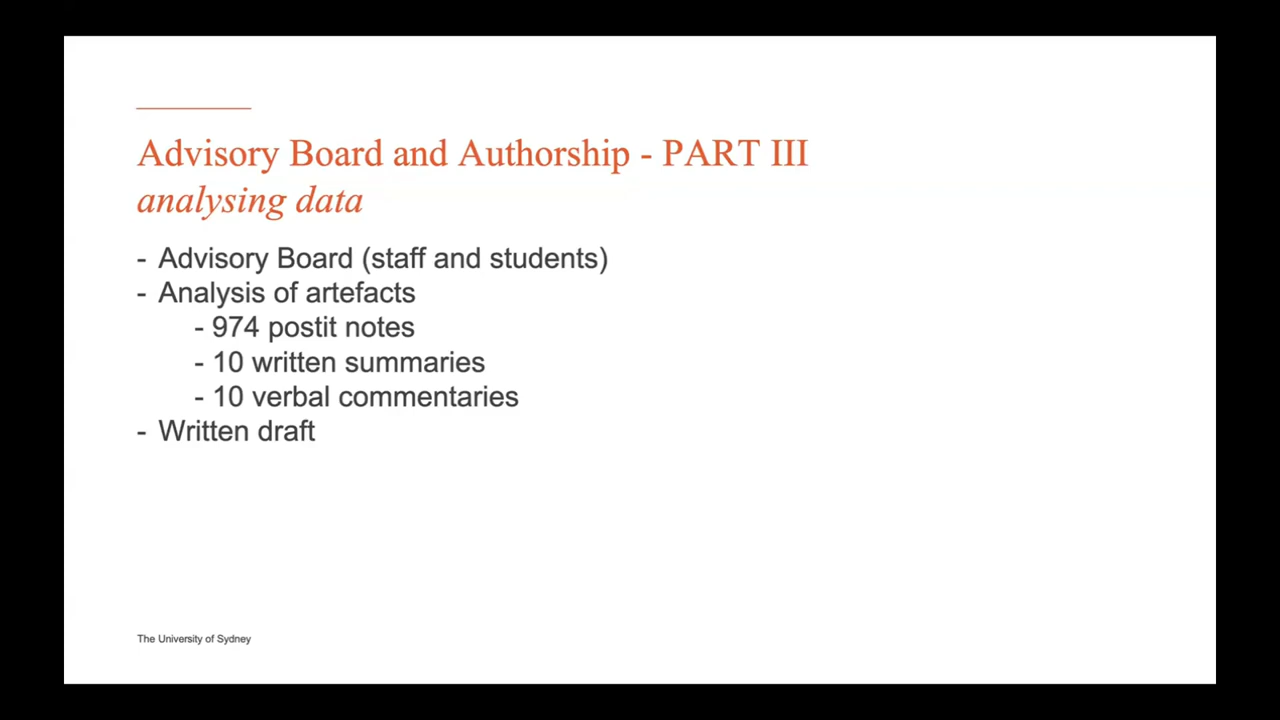 Advisory Board and Authorship - PART III
analysing data
- Advisory Board (staff and students)
- Analysis of artefacts
- 974 postit notes
- 10 written summaries
- 10 verbal commentaries
- Written draft
The University of Sydney